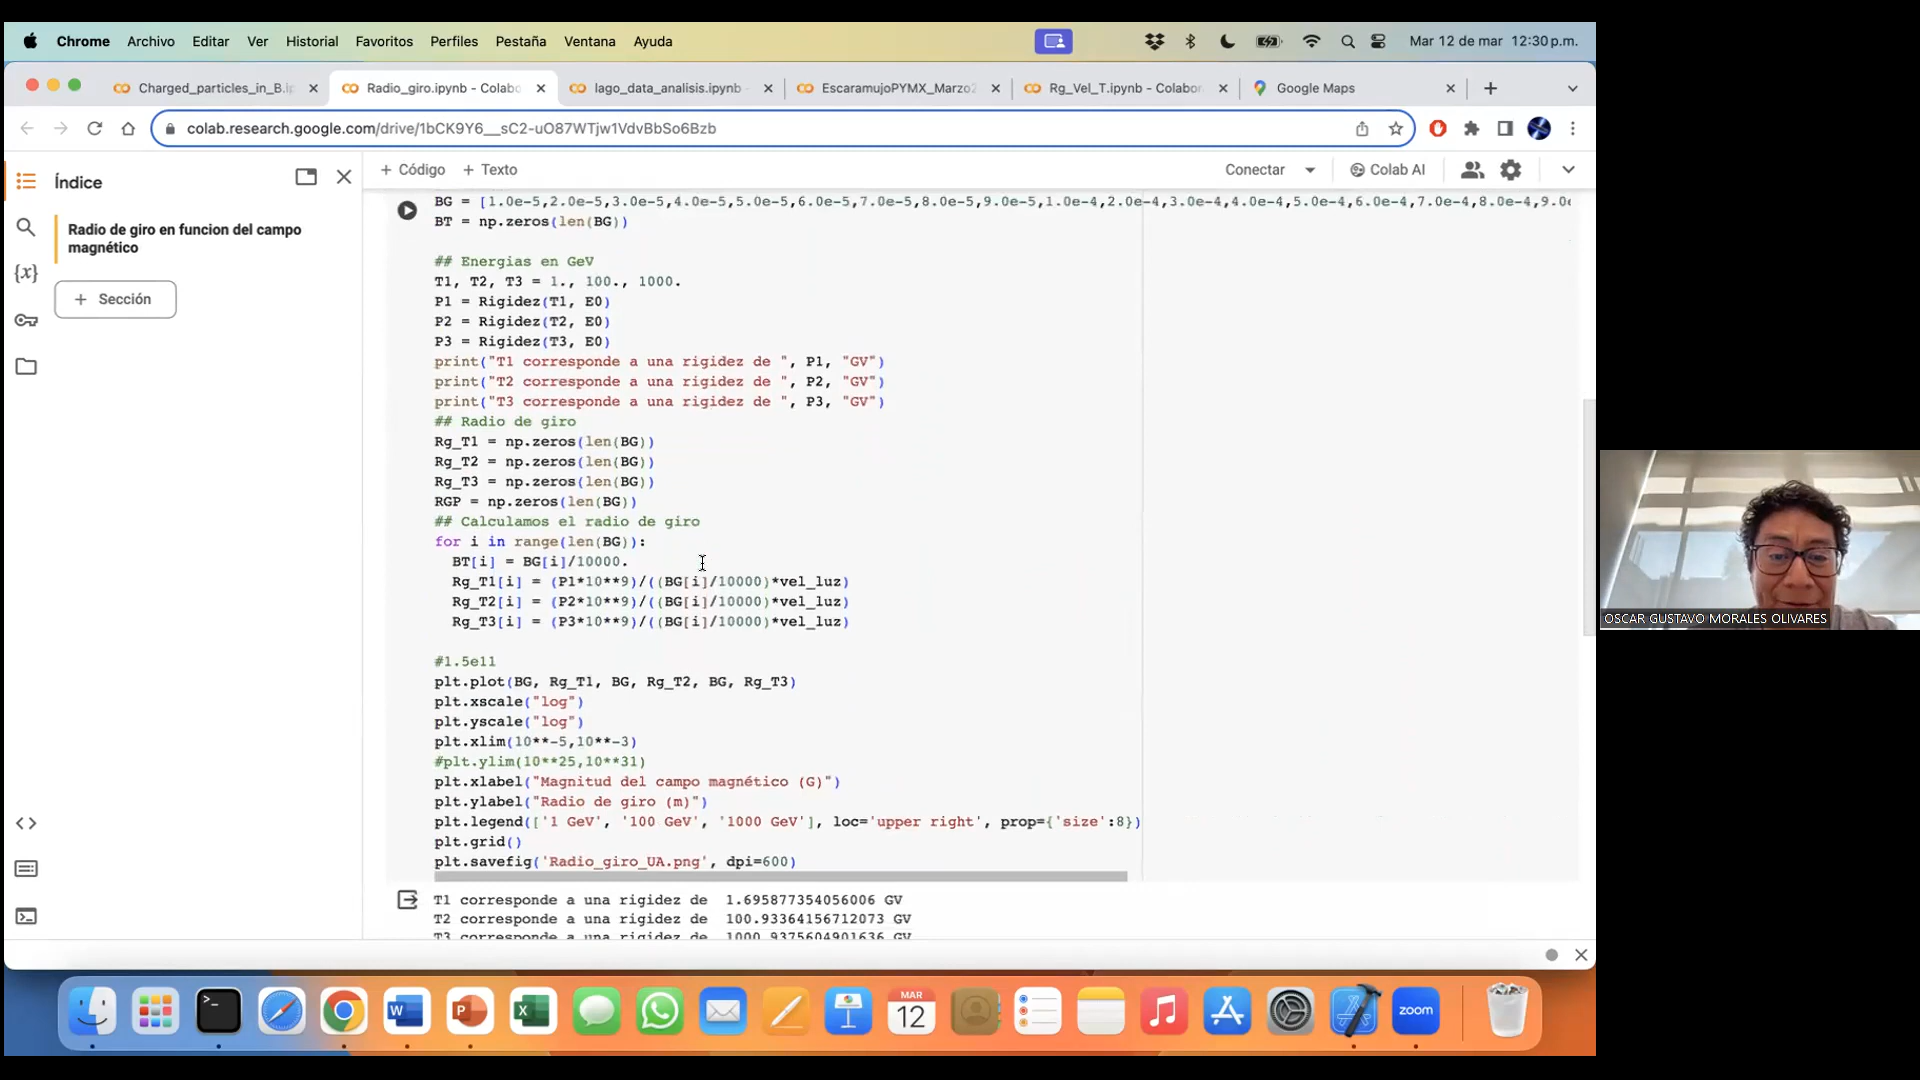 Chrome Archivo Editar Ver Historial Favoritos Perfiles Pestaña Ventana Ayuda Mar 12 de mar 12:30 p.m.
Charged_particles_in_B.ip Radio_giro.ipynb - Colabo lago_data_analisis.ipynb - EscaramujoPYMX_Marzo2 Rg_Vel_T.ipynb - Colabor Google Maps
colab.research.google.com/drive/1bCK9Y6__sC2-uO87WTjw1VdvBbSo6Bzb
Índice
+ Código + Texto Conectar Colab AI
Radio de giro en funcion del campo
magnético
+ Sección
BG = [1.0e-5,2.0e-5,3.0e-5,4.0e-5,5.0e-5,6.0e-5,7.0e-5,8.0e-5,9.0e-5,1.0e-4,2.0e-4,3.0e-4,4.0e-4,5.0e-4,6.0e-4,7.0e-4,8.0e-4,9.0e
BT = np.zeros(len(BG))
## Energias en GeV
T1, T2, T3 = 1., 100., 1000.
P1 = Rigidez(T1, E0)
P2 = Rigidez(T2, E0)
P3 = Rigidez(T3, E0)
print("T1 corresponde a una rigidez de ", P1, "GV")
print("T2 corresponde a una rigidez de ", P2, "GV")
print("T3 corresponde a una rigidez de ", P3, "GV")
## Radio de giro
Rg_T1 = np.zeros(len(BG))
Rg_T2 = np.zeros(len(BG))
Rg_T3 = np.zeros(len(BG))
RGP = np.zeros(len(BG))
## Calculamos el radio de giro
for i in range(len(BG)):
BT[i] = BG[i]/10000.
Rg_T1[i] = (P1*10**9)/((BG[i]/10000)*vel_luz)
Rg_T2[i] = (P2*10**9)/((BG[i]/10000)*vel_luz)
Rg_T3[i] = (P3*10**9)/((BG[i]/10000)*vel_luz)
#1.5e11
plt.plot(BG, Rg_T1, BG, Rg_T2, BG, Rg_T3)
plt.xscale("log")
plt.yscale("log")
plt.xlim(10**-5,10**-3)
#plt.ylim(10**25,10**31)
plt.xlabel("Magnitud del campo magnético (G)")
plt.ylabel("Radio de giro (m)")
plt.legend(['1 GeV', '100 GeV', '1000 GeV'], loc='upper right', prop={'size':8})
plt.grid()
plt.savefig('Radio_giro_UA.png', dpi=600)
T1 corresponde a una rigidez de 1.695877354056006 GV
T2 corresponde a una rigidez de 100.93364156712073 GV
T3 corresponde a una rigidez de 1000.9375604901636 GV
OSCAR GUSTAVO MORALES OLIVARES
MAR
12
zoom